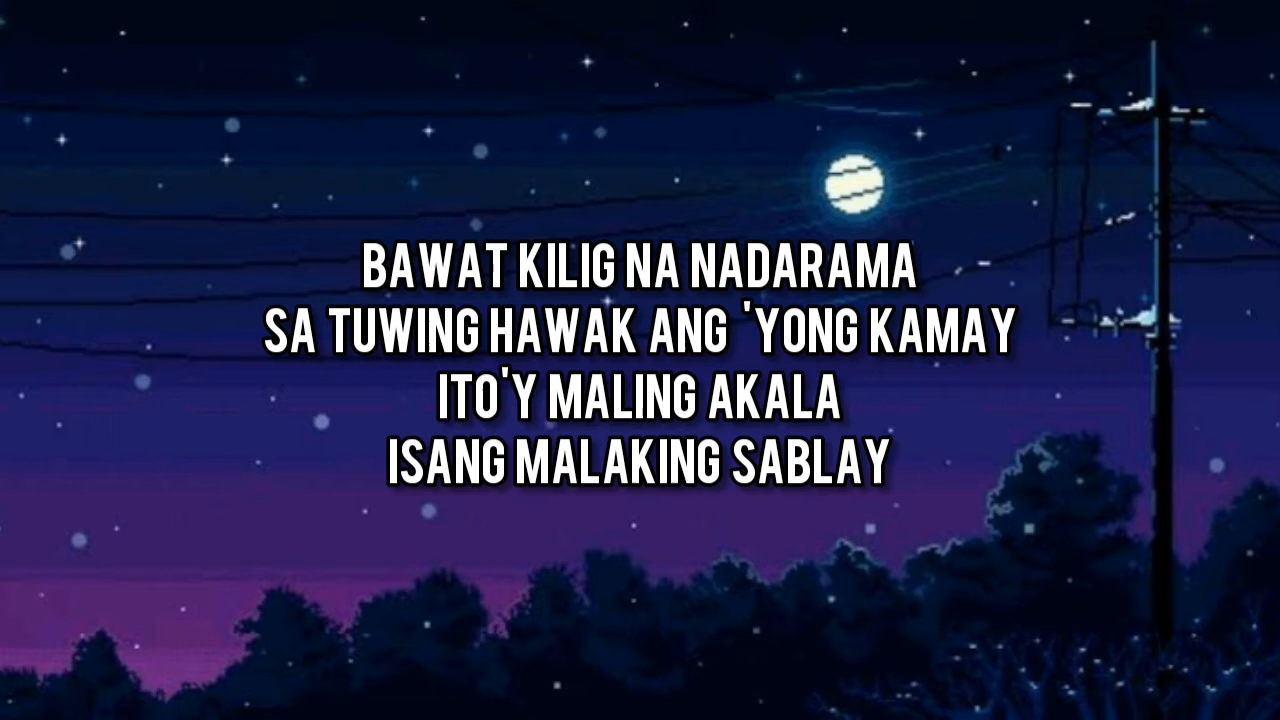 BAWAT KILIG NA NADARAMA
SA TUWING HAWAK ANG 'YONG KAMAY
ITO'Y MALING AKALA
ISANG MALAKING SABLAY